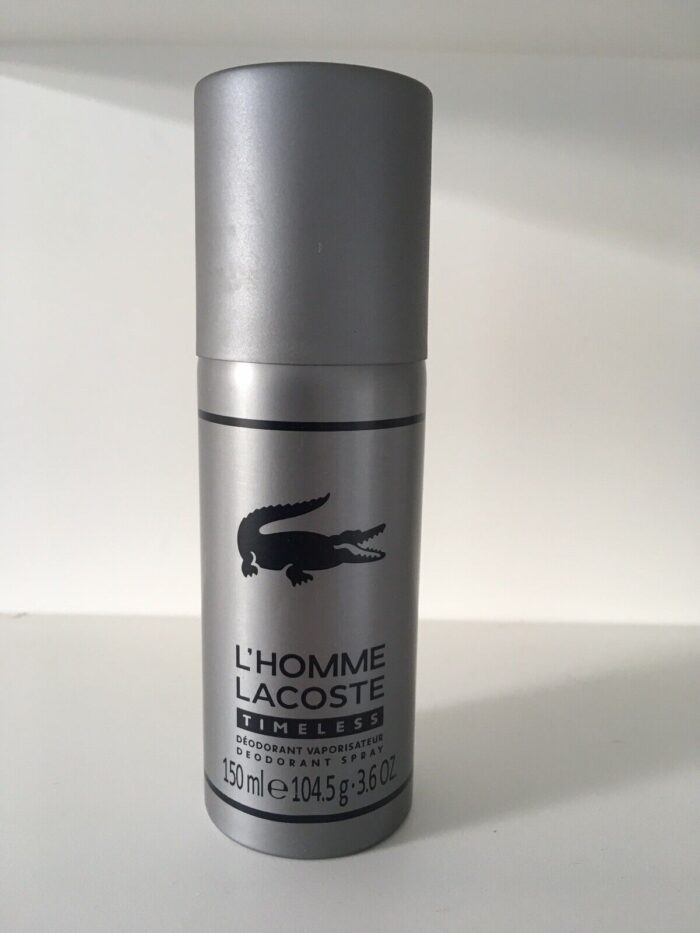 L'HOMME
LACOSTE
TIMELESS
DÉODORANT VAPORISATEUR
DEODORANT SPRAY
150 ml ℮ 104.5 g · 3.6 OZ